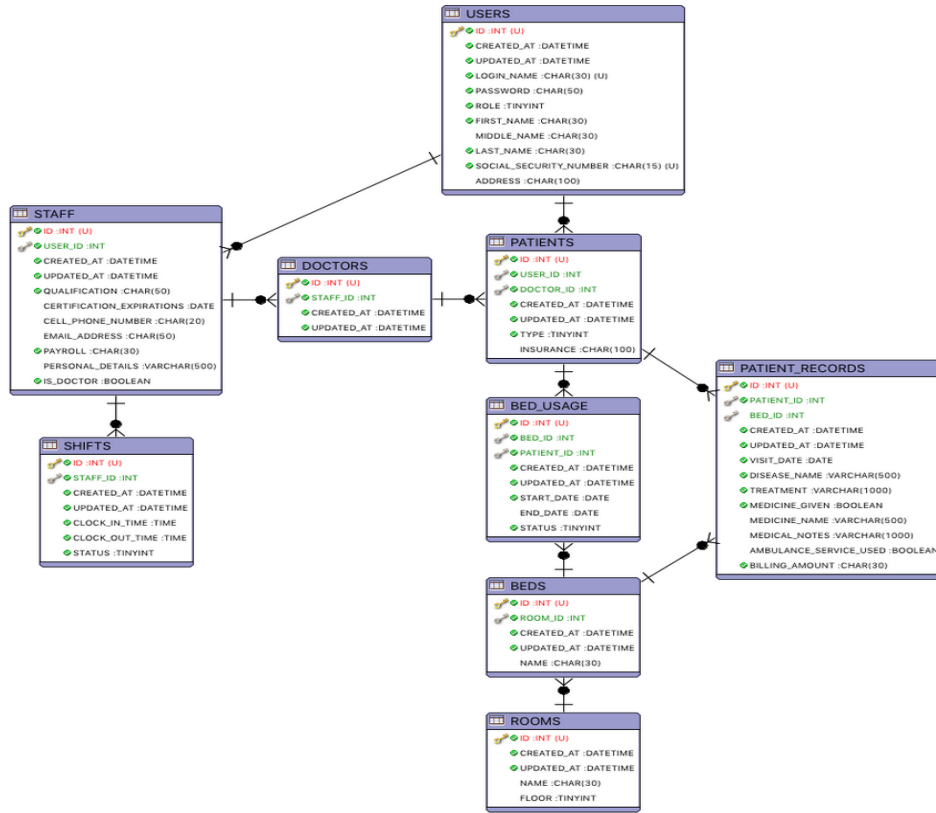 USERS
ID :INT (U)
CREATED_AT :DATETIME
UPDATED_AT :DATETIME
LOGIN_NAME :CHAR(30) (U)
PASSWORD :CHAR(50)
ROLE :TINYINT
FIRST_NAME :CHAR(30)
MIDDLE_NAME :CHAR(30)
LAST_NAME :CHAR(30)
SOCIAL_SECURITY_NUMBER :CHAR(15) (U)
ADDRESS :CHAR(100)
STAFF
ID :INT (U)
USER_ID :INT
CREATED_AT :DATETIME
UPDATED_AT :DATETIME
QUALIFICATION :CHAR(50)
CERTIFICATION_EXPIRATIONS :DATE
CELL_PHONE_NUMBER :CHAR(20)
EMAIL_ADDRESS :CHAR(50)
PAYROLL :CHAR(30)
PERSONAL_DETAILS :VARCHAR(500)
IS_DOCTOR :BOOLEAN
DOCTORS
ID :INT (U)
STAFF_ID :INT
CREATED_AT :DATETIME
UPDATED_AT :DATETIME
PATIENTS
ID :INT (U)
USER_ID :INT
DOCTOR_ID :INT
CREATED_AT :DATETIME
UPDATED_AT :DATETIME
TYPE :TINYINT
INSURANCE :CHAR(100)
PATIENT_RECORDS
ID :INT (U)
PATIENT_ID :INT
BED_ID :INT
CREATED_AT :DATETIME
UPDATED_AT :DATETIME
VISIT_DATE :DATE
DISEASE_NAME :VARCHAR(500)
TREATMENT :VARCHAR(1000)
MEDICINE_GIVEN :BOOLEAN
MEDICINE_NAME :VARCHAR(500)
MEDICAL_NOTES :VARCHAR(1000)
AMBULANCE_SERVICE_USED :BOOLEAN
BILLING_AMOUNT :CHAR(30)
BED_USAGE
ID :INT (U)
BED_ID :INT
PATIENT_ID :INT
CREATED_AT :DATETIME
UPDATED_AT :DATETIME
START_DATE :DATE
END_DATE :DATE
STATUS :TINYINT
SHIFTS
ID :INT (U)
STAFF_ID :INT
CREATED_AT :DATETIME
UPDATED_AT :DATETIME
CLOCK_IN_TIME :TIME
CLOCK_OUT_TIME :TIME
STATUS :TINYINT
BEDS
ID :INT (U)
ROOM_ID :INT
CREATED_AT :DATETIME
UPDATED_AT :DATETIME
NAME :CHAR(30)
ROOMS
ID :INT (U)
CREATED_AT :DATETIME
UPDATED_AT :DATETIME
NAME :CHAR(30)
FLOOR :TINYINT